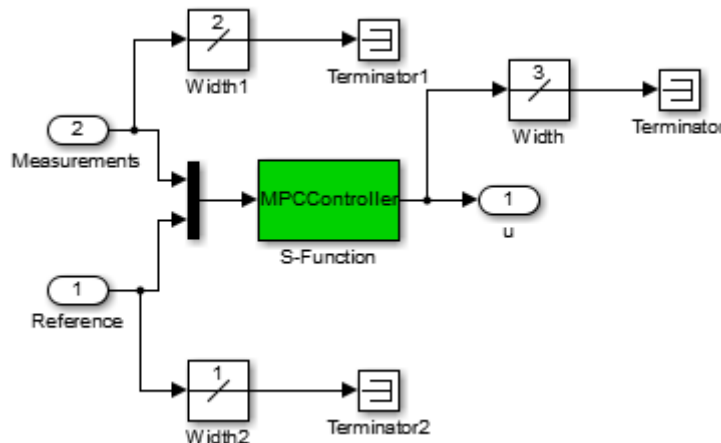 2
Width1
Terminator1
3
Width
Terminator
2
Measurements
MPCController
S-Function
1
u
1
Reference
1
Width2
Terminator2